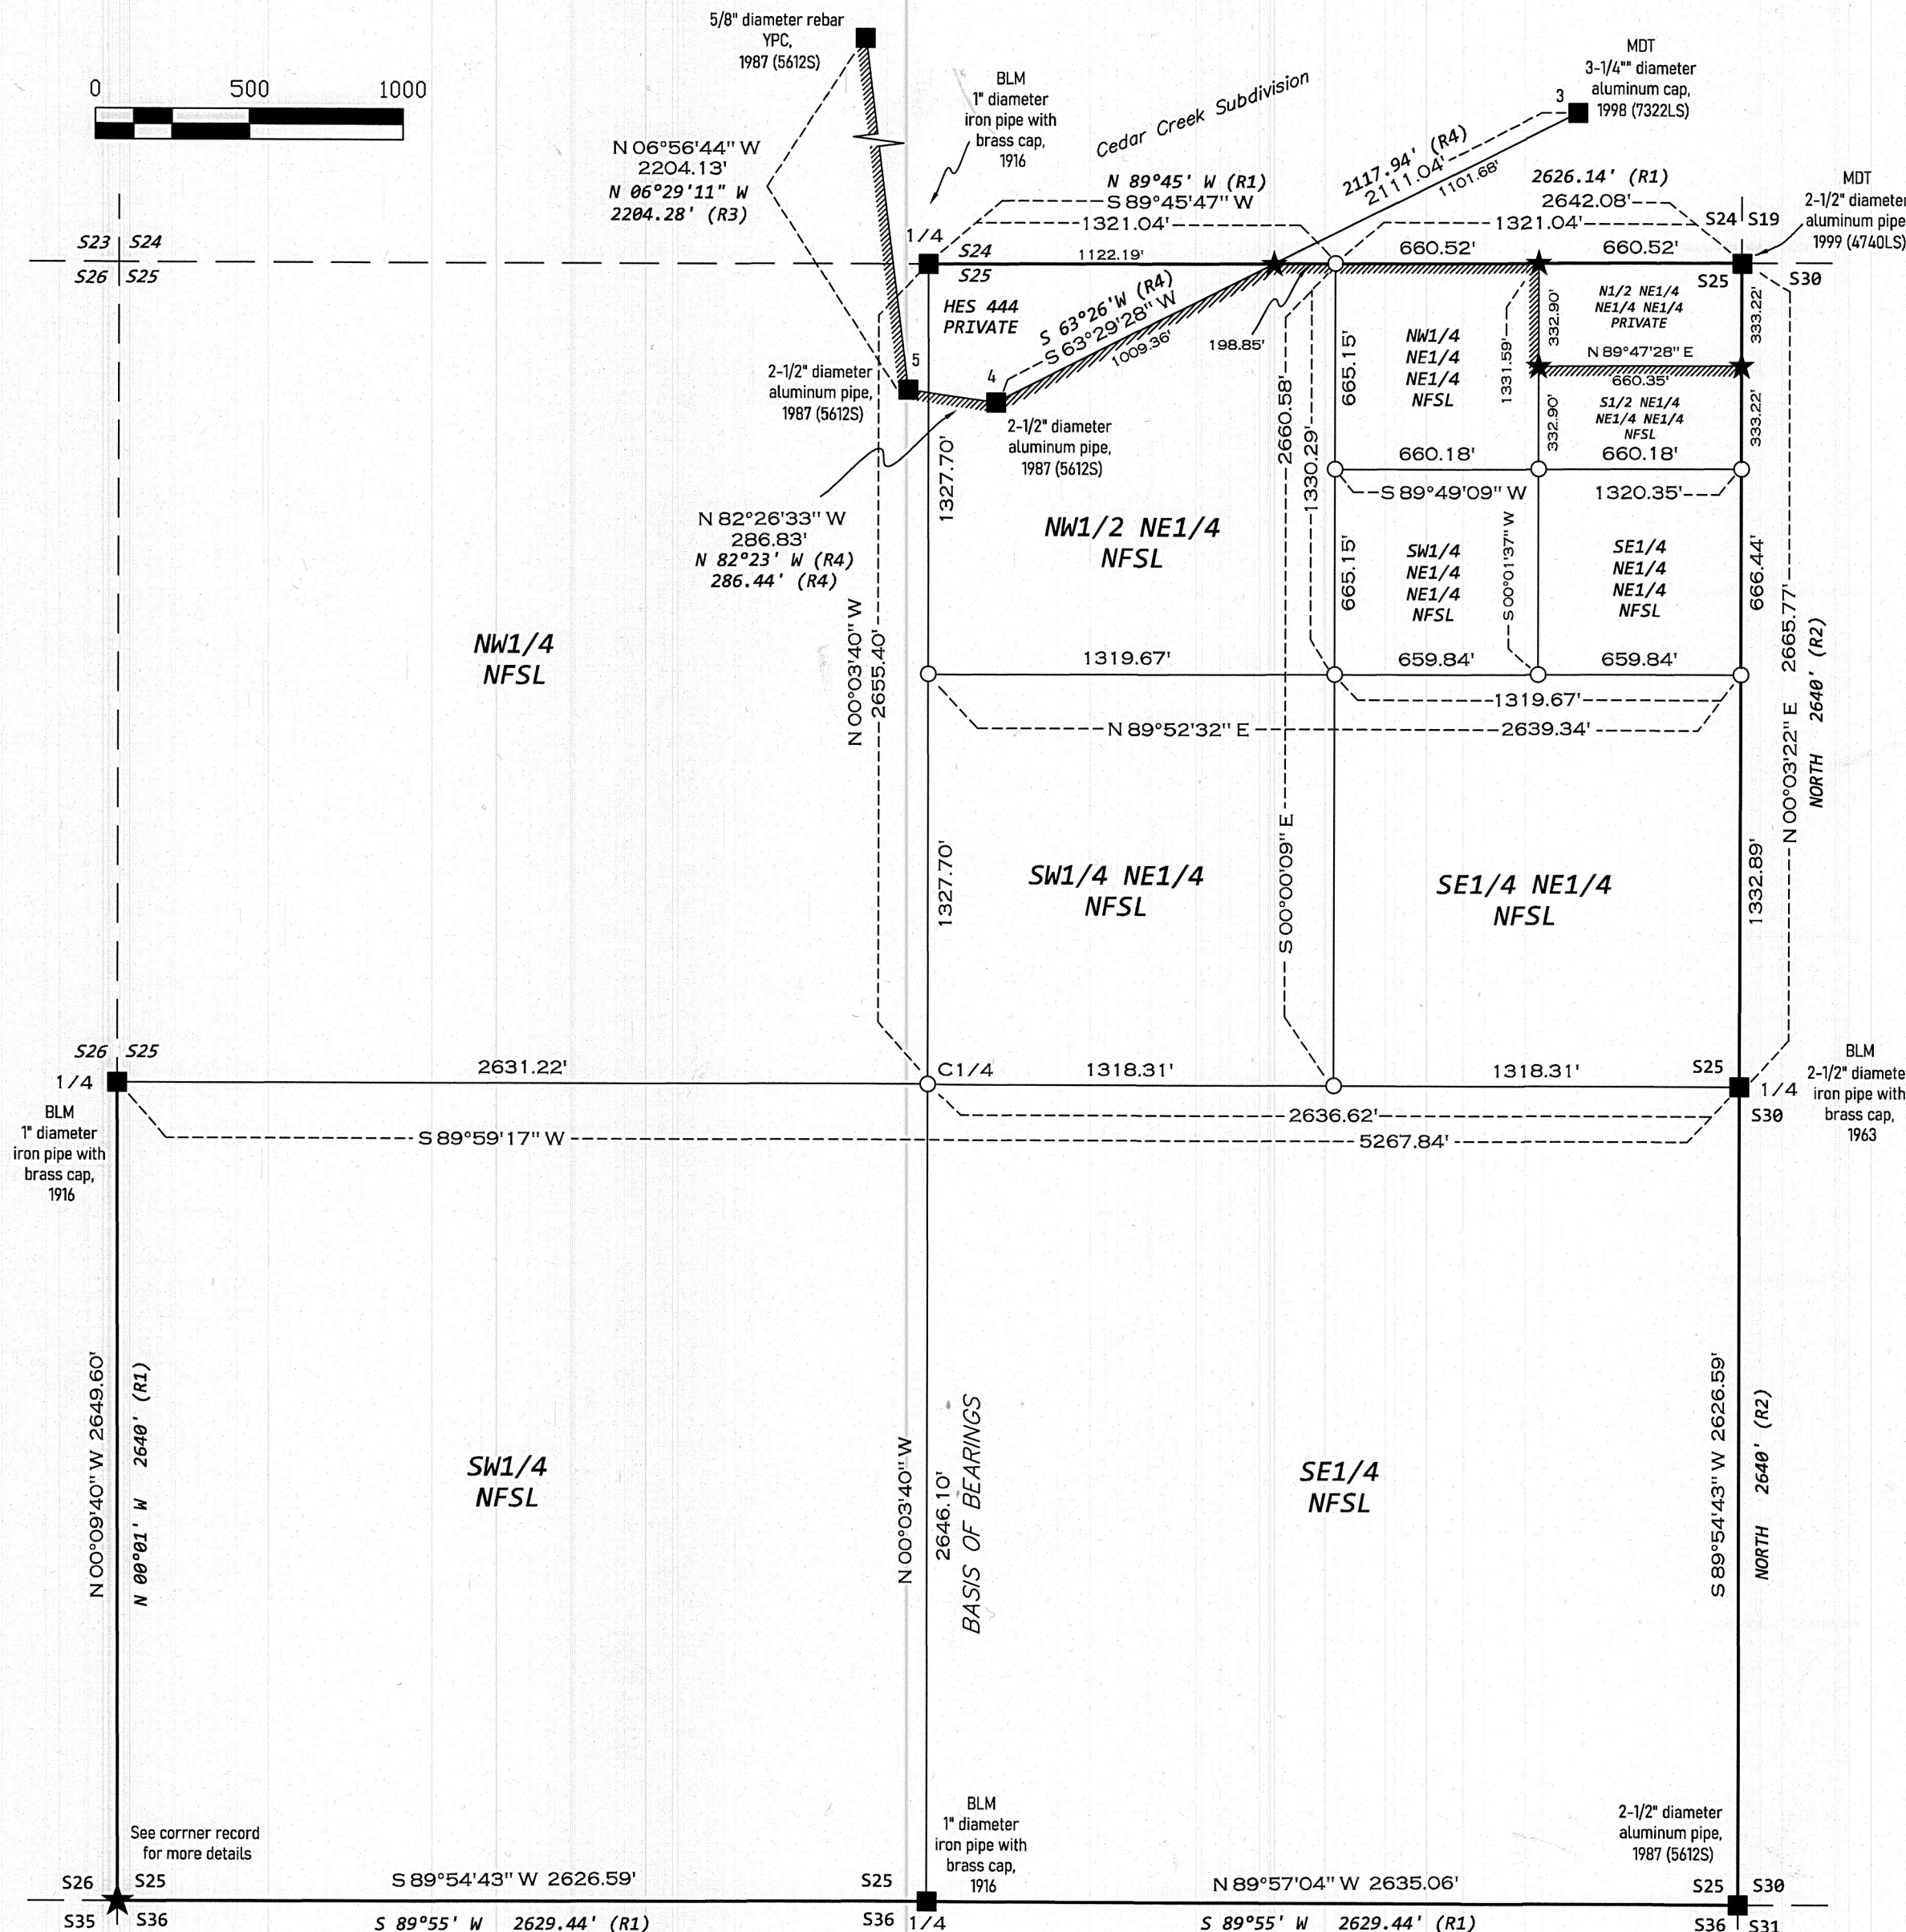 5/8" diameter rebar
YPC,
1987 (5612S)
0 500 1000
BLM
1" diameter
iron pipe with
brass cap,
1916
Cedar Creek Subdivision
MDT
3-1/4"" diameter
aluminum cap,
1998 (7322LS)
3
N 06°56'44" W
2204.13'
N 06°29'11" W
2204.28' (R3)
2117.94' (R4)
2111.04'
1101.68'
N 89°45' W (R1)
S 89°45'47" W
1321.04'
2626.14' (R1)
2642.08'
1321.04'
MDT
2-1/2" diameter
aluminum pipe
1999 (4740LS)
S23 S24
S26 S25
1/4
S24
S25
1122.19'
660.52'
660.52'
S24 S19
S25 S30
HES 444
PRIVATE
S 63°26'W (R4)
S 63°29'28" W
1009.36'
198.85'
5
4
2-1/2" diameter
aluminum pipe,
1987 (5612S)
2-1/2" diameter
aluminum pipe,
1987 (5612S)
NW1/4
NE1/4
NE1/4
NFSL
1331.59'
332.90'
N1/2 NE1/4
NE1/4 NE1/4
PRIVATE
333.22'
N 89°47'28" E
660.35'
332.90'
S1/2 NE1/4
NE1/4 NE1/4
NFSL
333.22'
665.15'
660.18'
660.18'
S 89°49'09" W
1320.35'
1327.70'
2660.58'
1330.29'
N 82°26'33" W
286.83'
N 82°23' W (R4)
286.44' (R4)
NW1/2 NE1/4
NFSL
665.15'
SW1/4
NE1/4
NE1/4
NFSL
S 00°01'37" W
SE1/4
NE1/4
NE1/4
NFSL
666.44'
N 00°03'22" E 2665.77'
NORTH 2640' (R2)
NW1/4
NFSL
N 00°03'40" W
2655.40'
1319.67'
659.84'
659.84'
1319.67'
N 89°52'32" E
2639.34'
1327.70'
SW1/4 NE1/4
NFSL
S 00°00'09" E
SE1/4 NE1/4
NFSL
1332.89'
S26 S25
1/4
BLM
1" diameter
iron pipe with
brass cap,
1916
2631.22'
C1/4
1318.31'
1318.31'
S25
1/4
S30
BLM
2-1/2" diamete
iron pipe with
brass cap,
1963
2636.62'
S 89°59'17" W
5267.84'
N 00°09'40" W 2649.60'
N 00°01' W 2640' (R1)
SW1/4
NFSL
N 00°03'40" W
2646.10'
BASIS OF BEARINGS
SE1/4
NFSL
S 89°54'43" W 2626.59'
NORTH 2640' (R2)
See corrner record
for more details
BLM
1" diameter
iron pipe with
brass cap,
1916
2-1/2" diameter
aluminum pipe,
1987 (5612S)
S26 S25
S35 S36
S 89°54'43" W 2626.59'
S 89°55' W 2629.44' (R1)
S25
S36 1/4
N 89°57'04" W 2635.06'
S 89°55' W 2629.44' (R1)
S25 S30
S36 S31